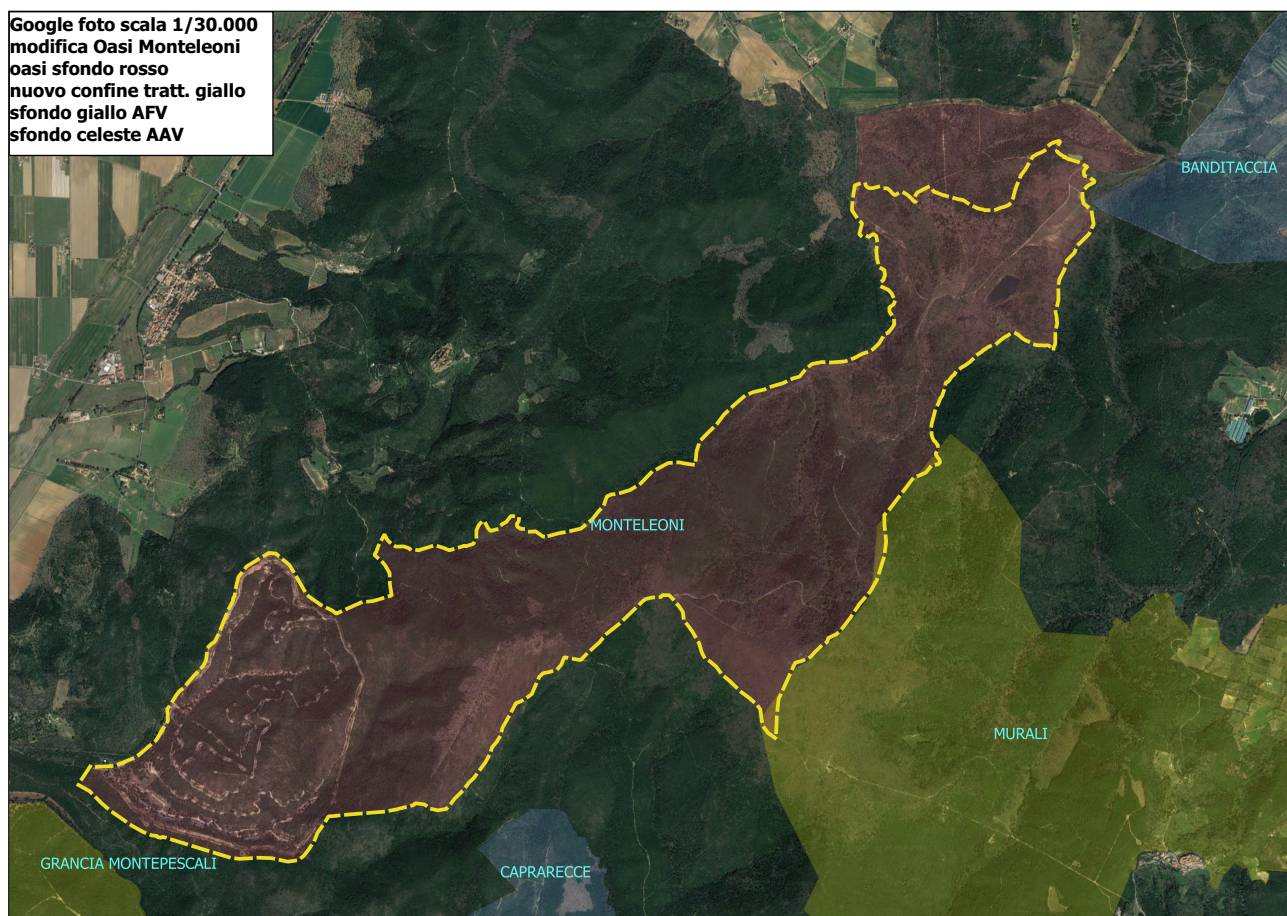 Google foto scala 1/30.000
modifica Oasi Monteleoni
oasi sfondo rosso
nuovo confine tratt. giallo
sfondo giallo AFV
sfondo celeste AAV
BANDITACCIA
MONTELEONI
MURALI
GRANCIA MONTEPESCALI
CAPRARECCE